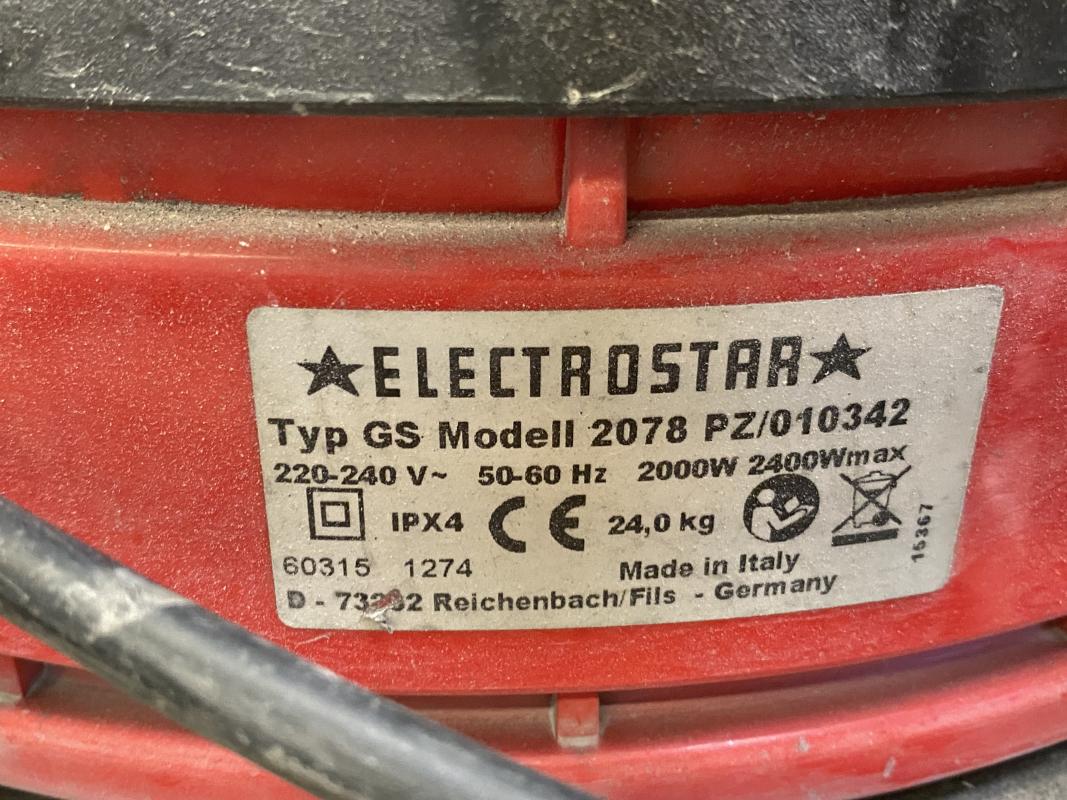 ELECTROSTAR
Typ GS Modell 2078 PZ/010342
220-240 V~ 50-60 Hz 2000W 2400Wmax
IPX4 CE 24,0 kg
15367
60315 1274 Made in Italy
D - Reichenbach/Fils - Germany